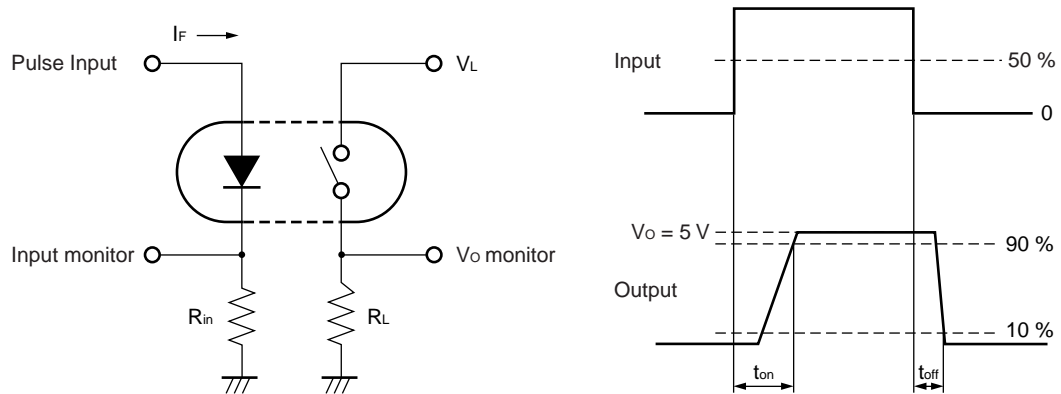 IF
Pulse Input
VL
Input monitor
VO monitor
Rin
RL
Input
50 %
0
VO = 5 V
90 %
Output
10 %
ton
toff